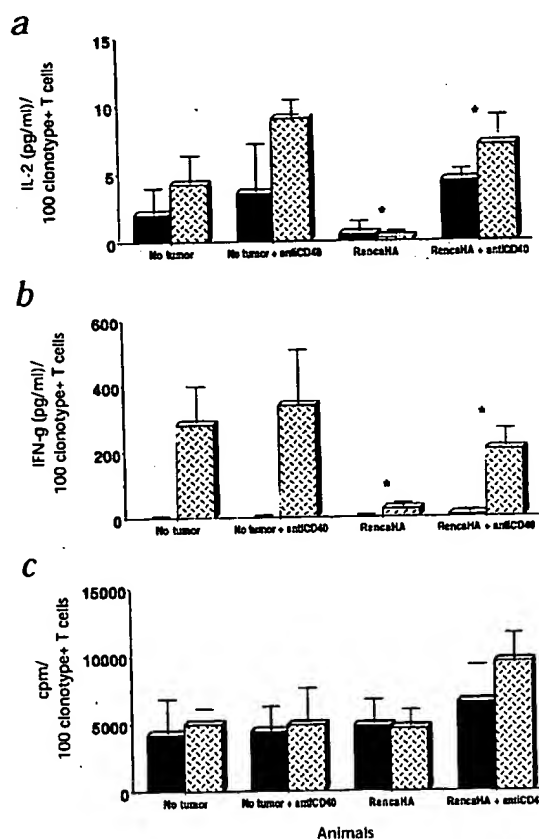 a
IL-2 (pg/ml)/
100 clonotype+ T cells
15
10
5
0
*
*
No tumor
No tumor + antiCD40
RencaHA
RencaHA + antiCD40
b
IFN-g (pg/ml)/
100 clonotype+ T cells
600
400
200
0
*
*
No tumor
No tumor + antiCD40
RencaHA
RencaHA + antiCD40
c
cpm/
100 clonotype+ T cells
15000
10000
5000
0
No tumor
No tumor + antiCD40
RencaHA
RencaHA + antiCD4
Animals